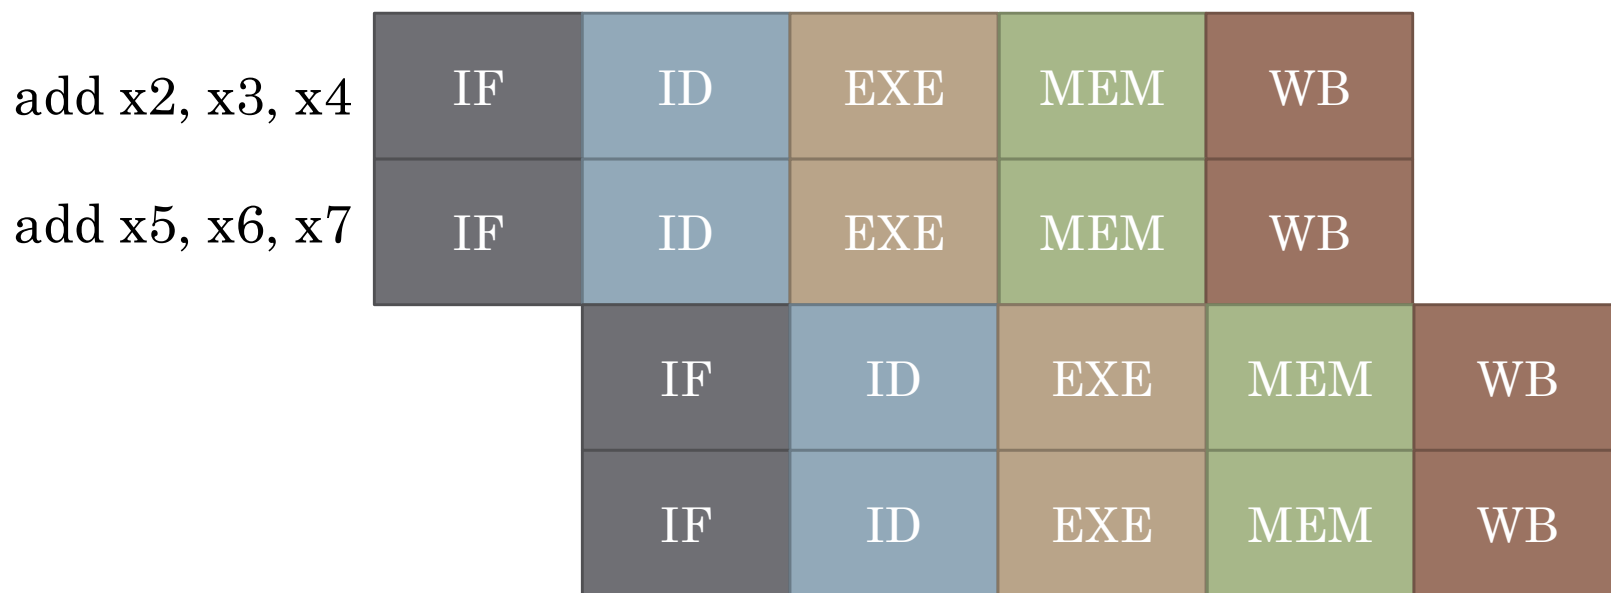 add x2, x3, x4 IF ID EXE MEM WB
add x5, x6, x7 IF ID EXE MEM WB
IF ID EXE MEM WB
IF ID EXE MEM WB